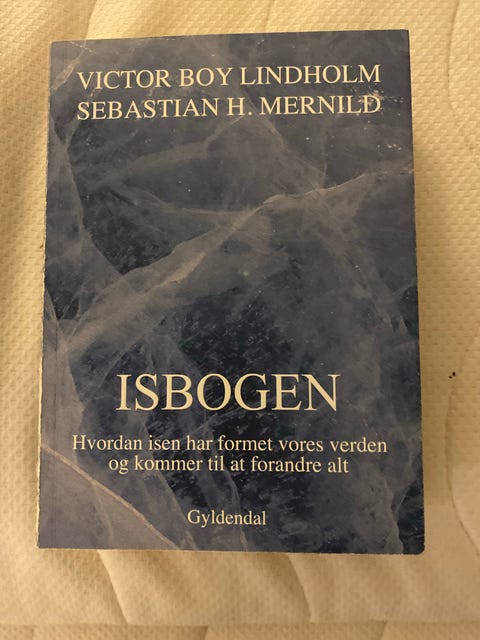 VICTOR BOY LINDHOLM
SEBASTIAN H. MERNILD
ISBOGEN
Hvordan isen har formet vores verden
og kommer til at forandre alt
Gyldendal